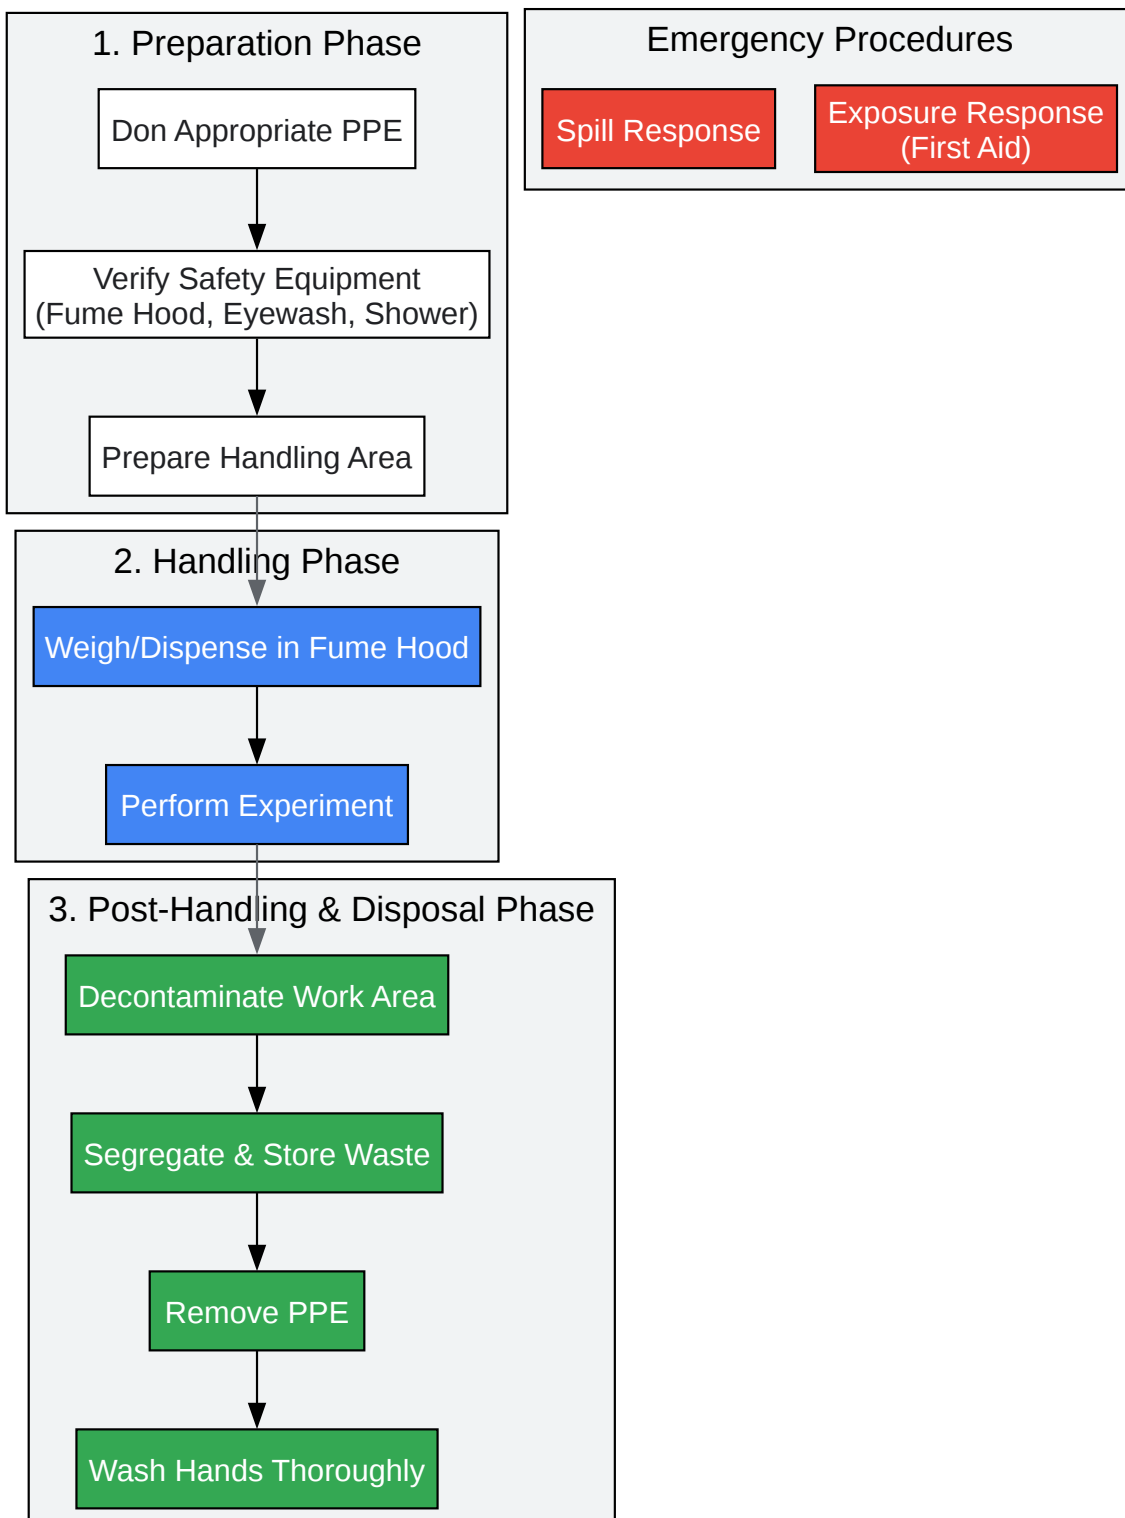 1. Preparation Phase
Don Appropriate PPE
Verify Safety Equipment
(Fume Hood, Eyewash, Shower)
Prepare Handling Area
2. Handling Phase
Weigh/Dispense in Fume Hood
Perform Experiment
3. Post-Handling & Disposal Phase
Decontaminate Work Area
Segregate & Store Waste
Remove PPE
Wash Hands Thoroughly
Emergency Procedures
Spill Response
Exposure Response
(First Aid)